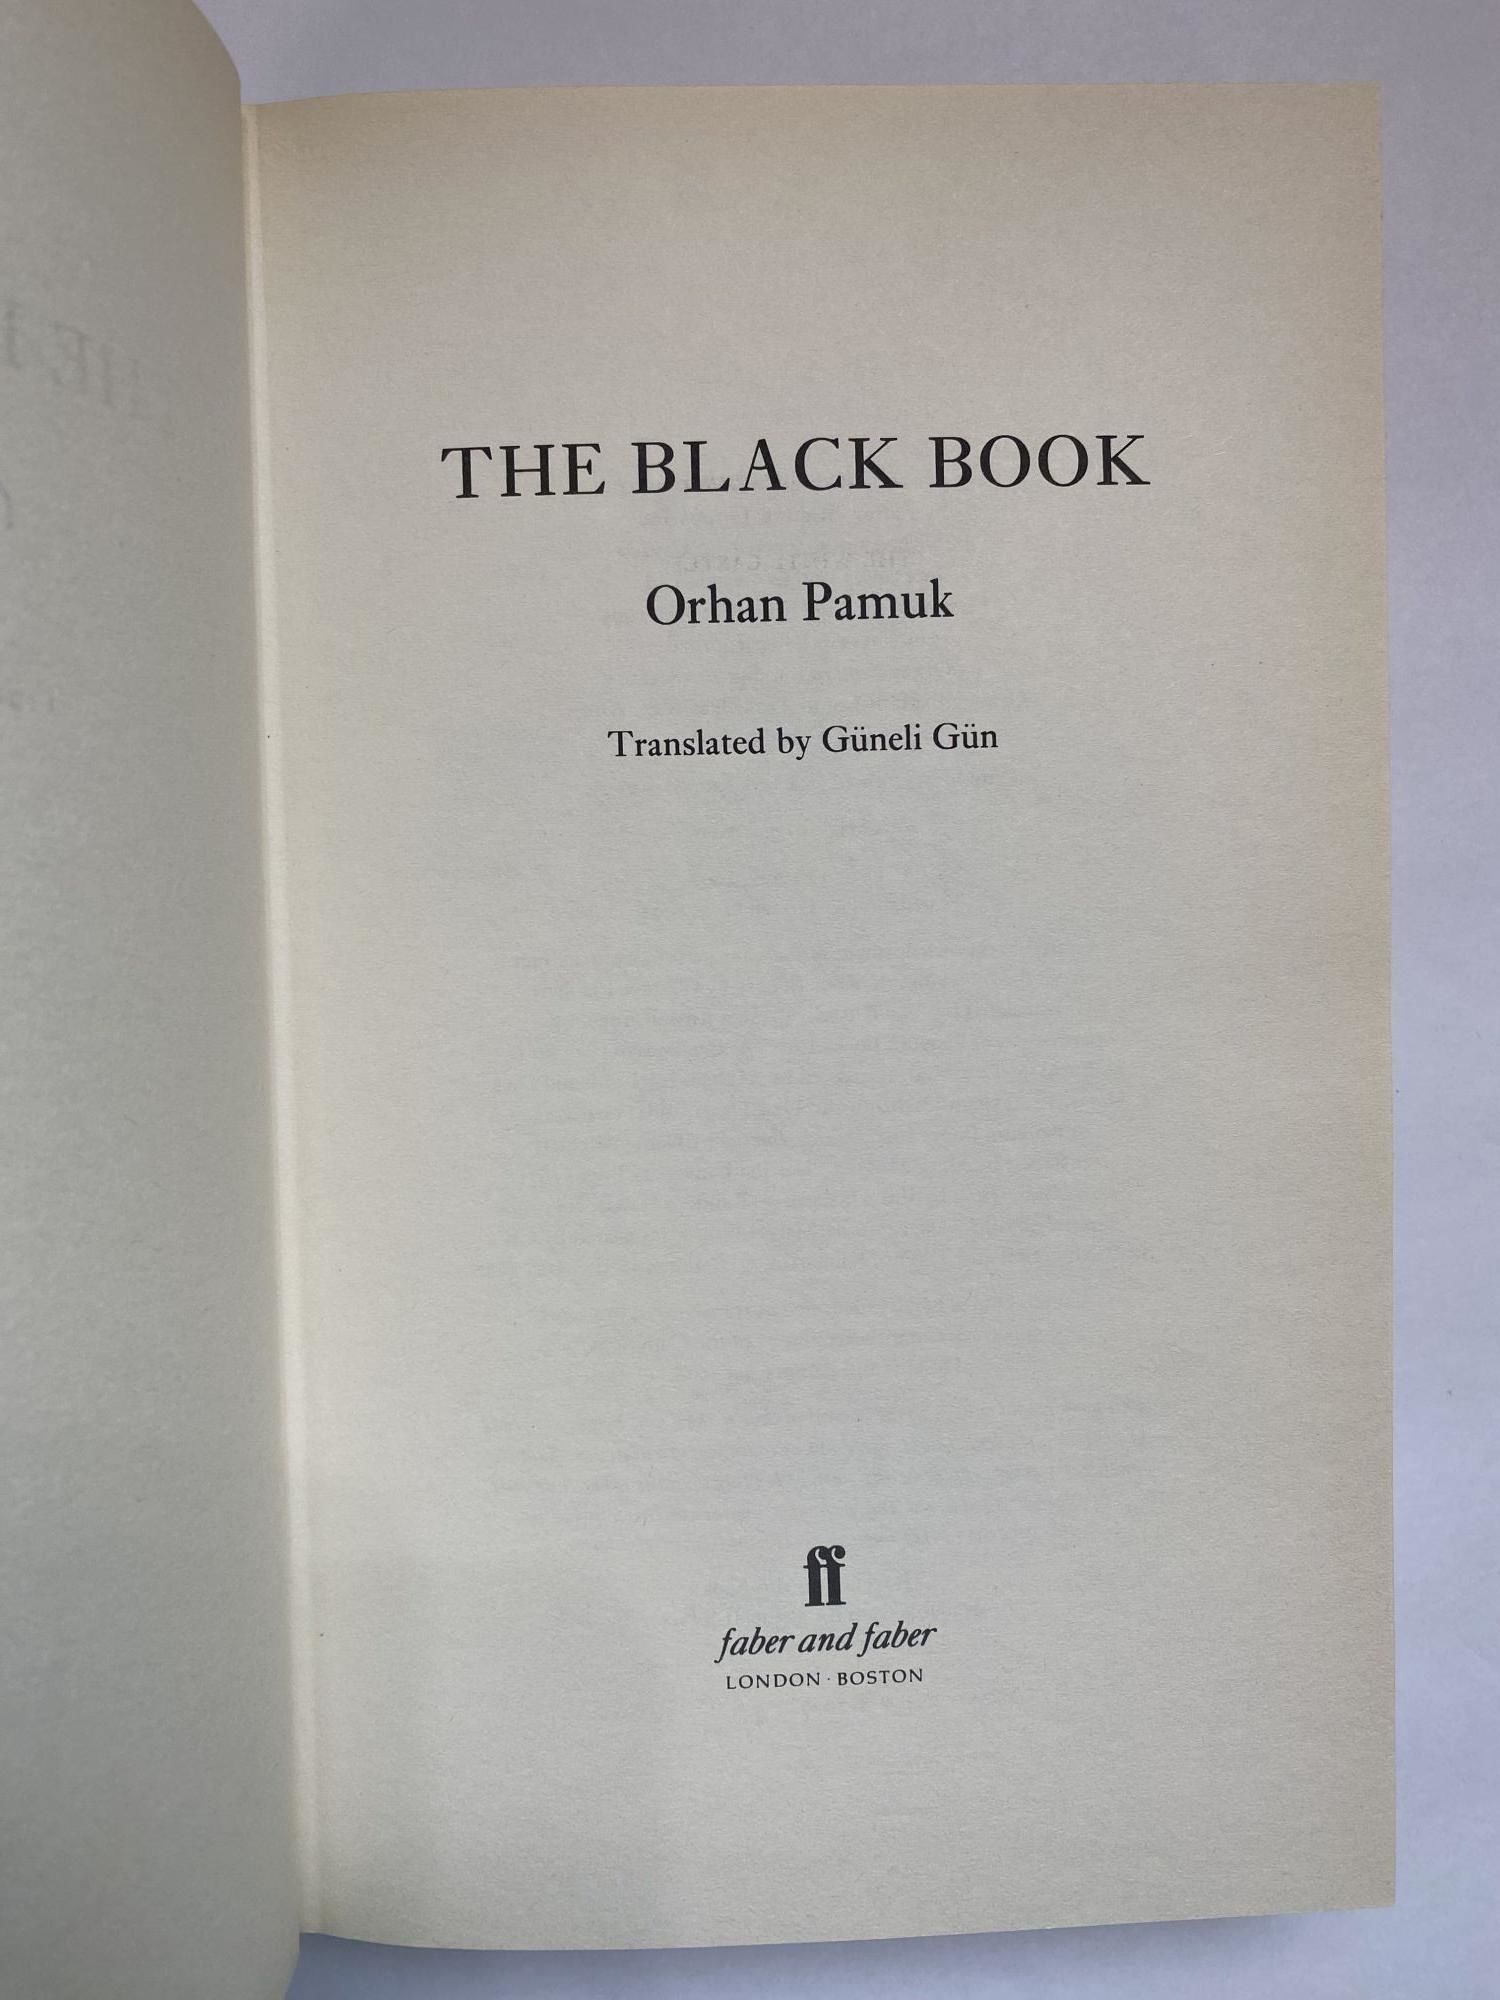 THE BLACK BOOK
Orhan Pamuk
Translated by Güneli Gün
ff
faber and faber
LONDON · BOSTON